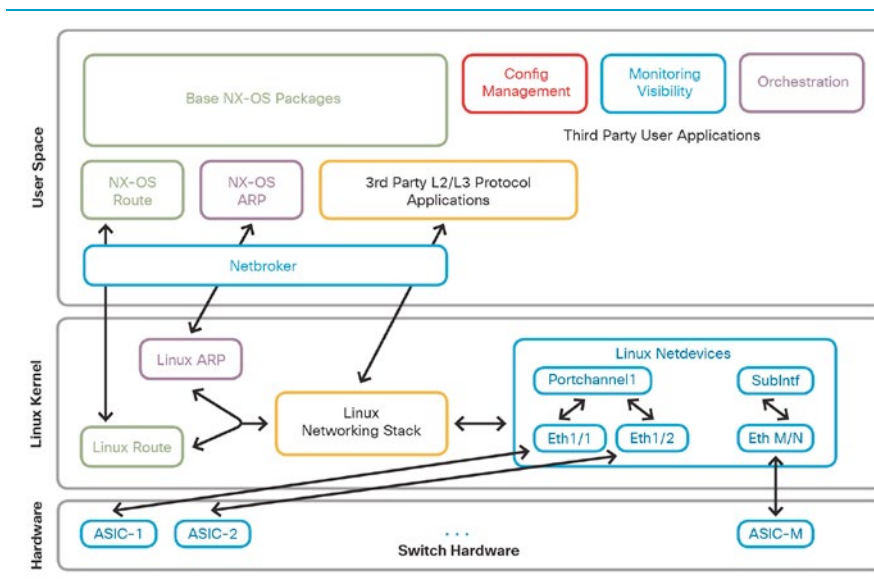 User Space
Base NX-OS Packages
Config
Management
Monitoring
Visibility
Orchestration
Third Party User Applications
NX-OS
Route
NX-OS
ARP
3rd Party L2/L3 Protocol
Applications
Netbroker
Linux Kernel
Linux ARP
Linux Route
Linux
Networking Stack
Linux Netdevices
Portchannel1
SubIntf
Eth1/1
Eth1/2
Eth M/N
Hardware
ASIC-1
ASIC-2
...
ASIC-M
Switch Hardware